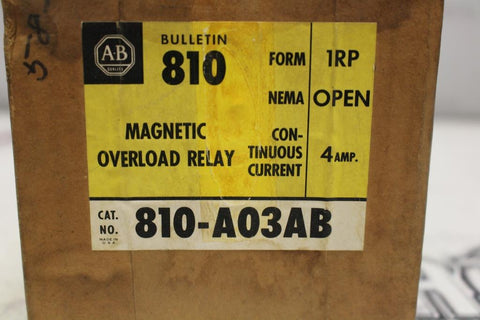 A-B
QUALITY
BULLETIN
810
FORM 1RP
NEMA OPEN
MAGNETIC
OVERLOAD RELAY
CON-
TINUOUS
CURRENT
4 AMP.
CAT.
NO.
810-A03AB
MADE IN
U.S.A.